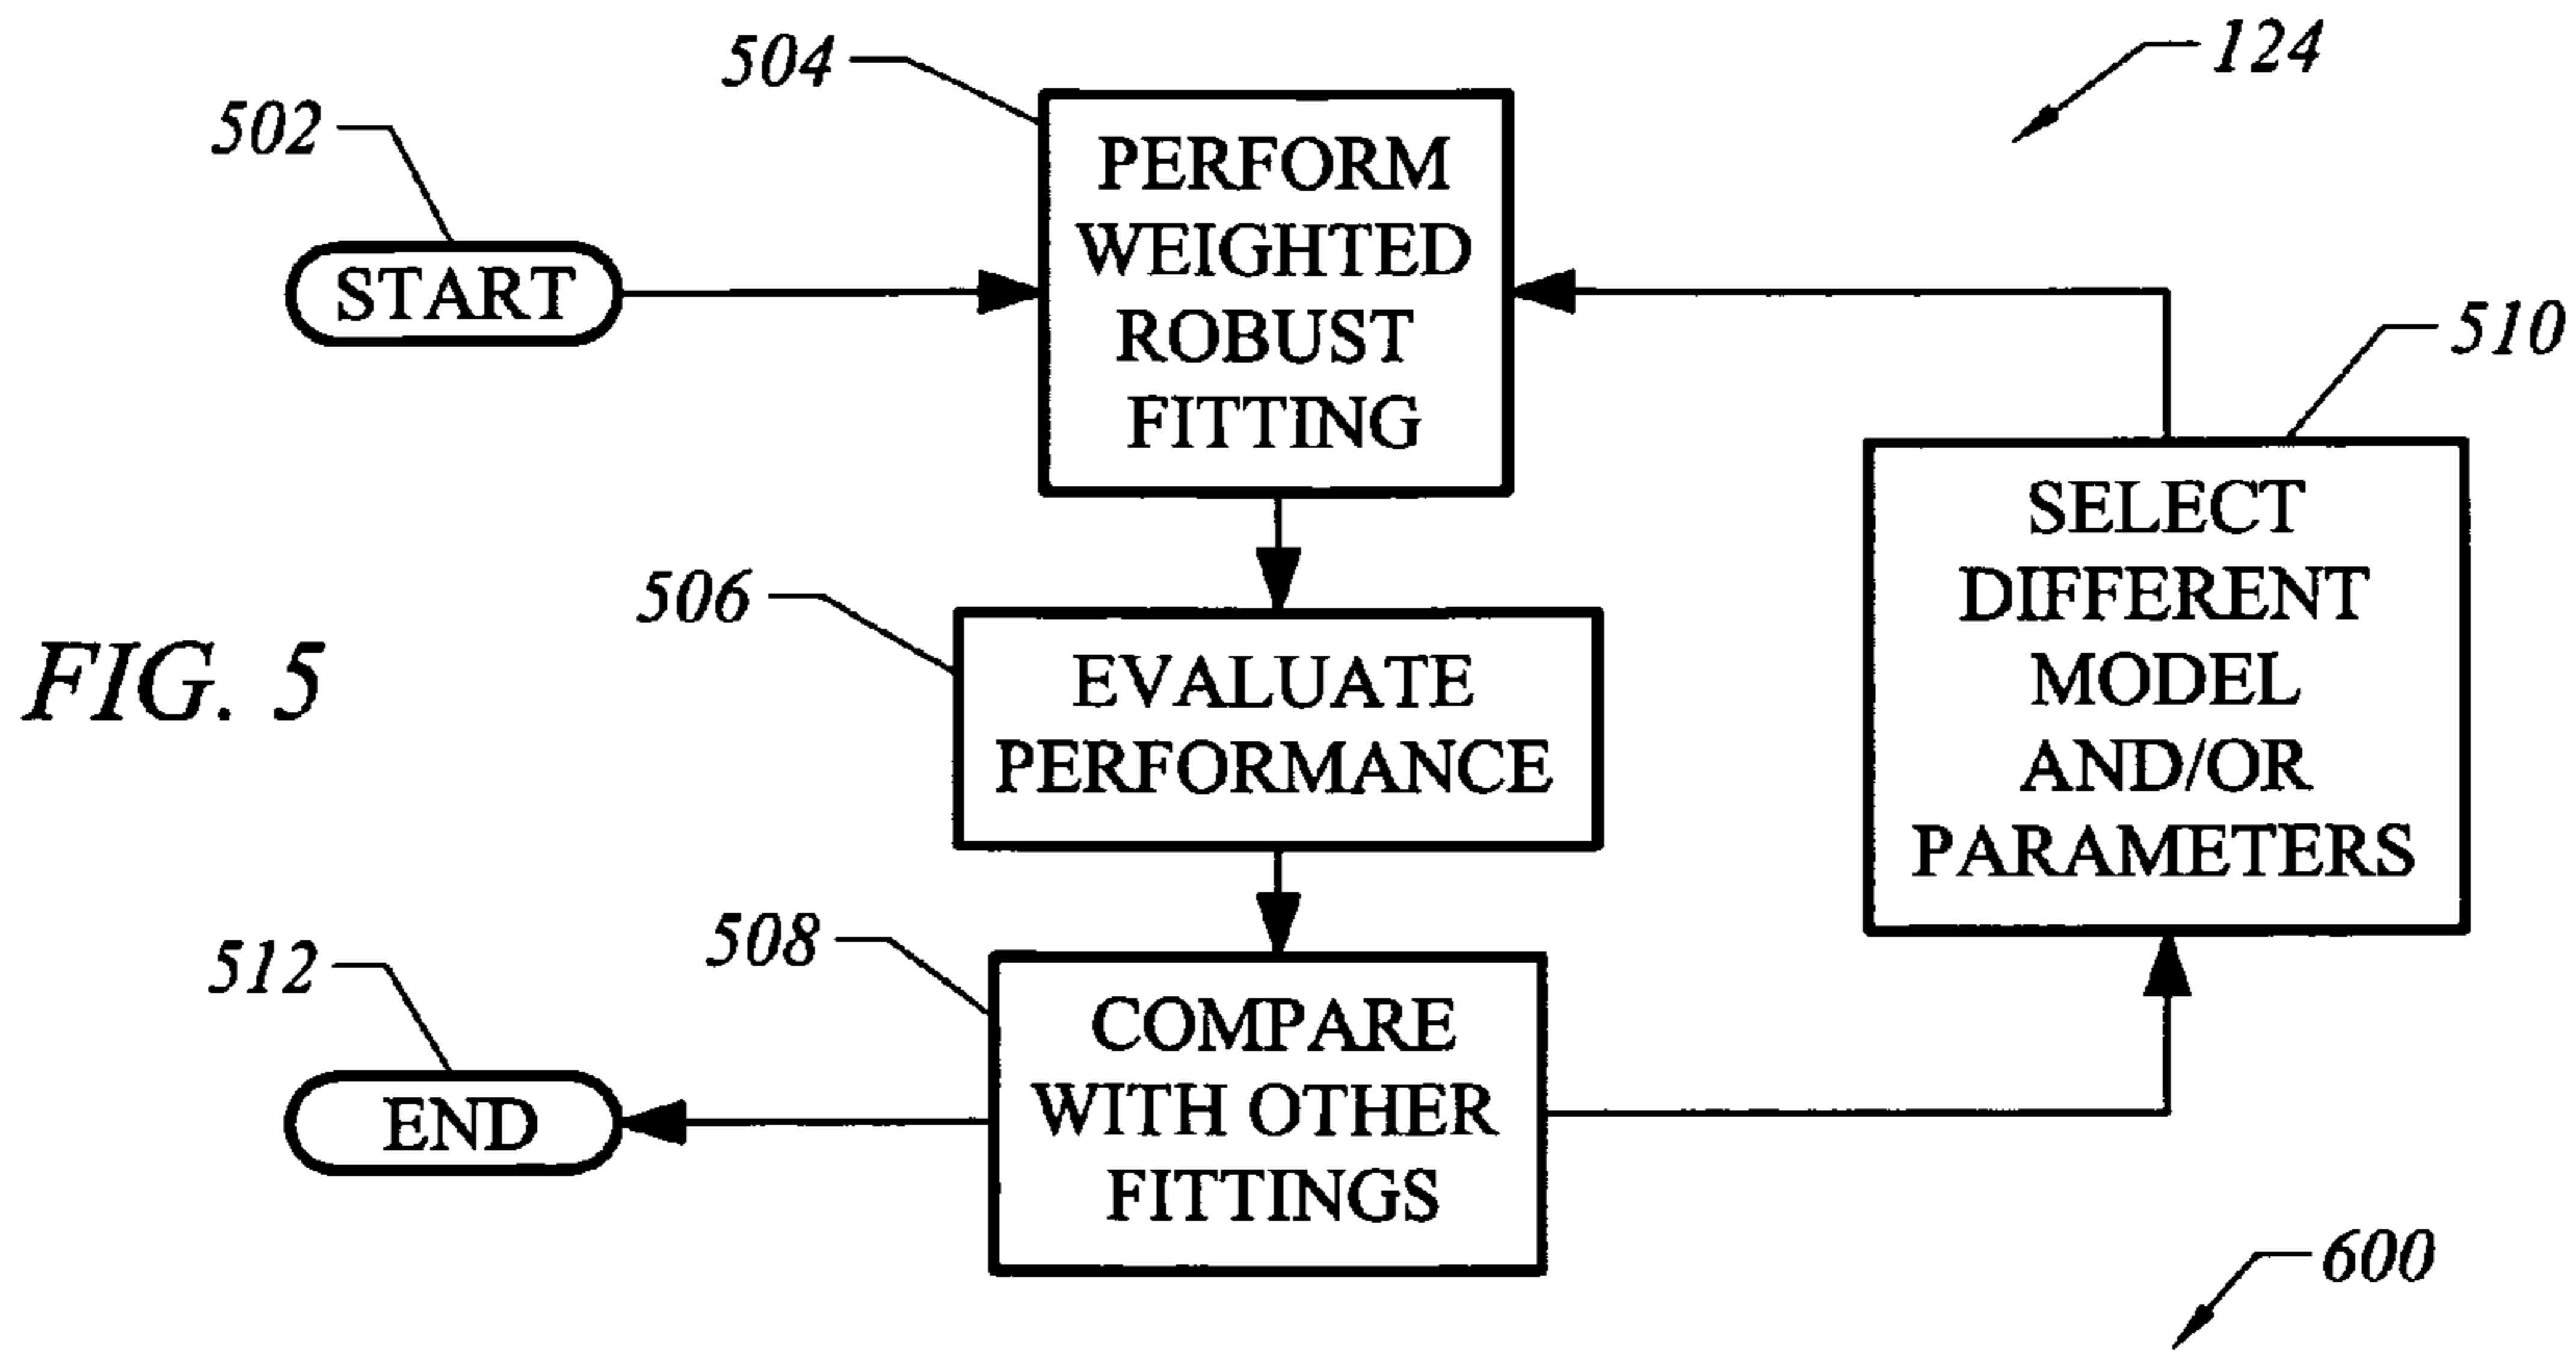 124
504
502
PERFORM
WEIGHTED
ROBUST
FITTING
START
510
SELECT
DIFFERENT
MODEL
AND/OR
PARAMETERS
506
EVALUATE
PERFORMANCE
FIG. 5
508
COMPARE
WITH OTHER
FITTINGS
512
END
600